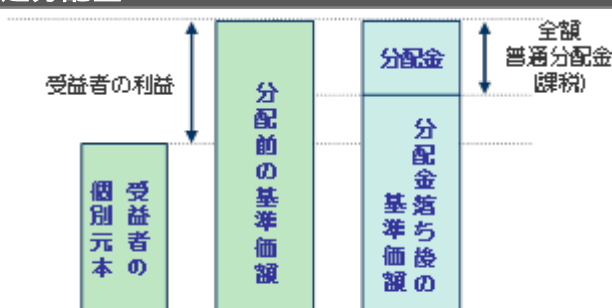 受益者の利益
受益者の
個別元本
分配前の基準価額
分配金
分配金落ち後の
基準価額
全額
普通分配金
(課税)